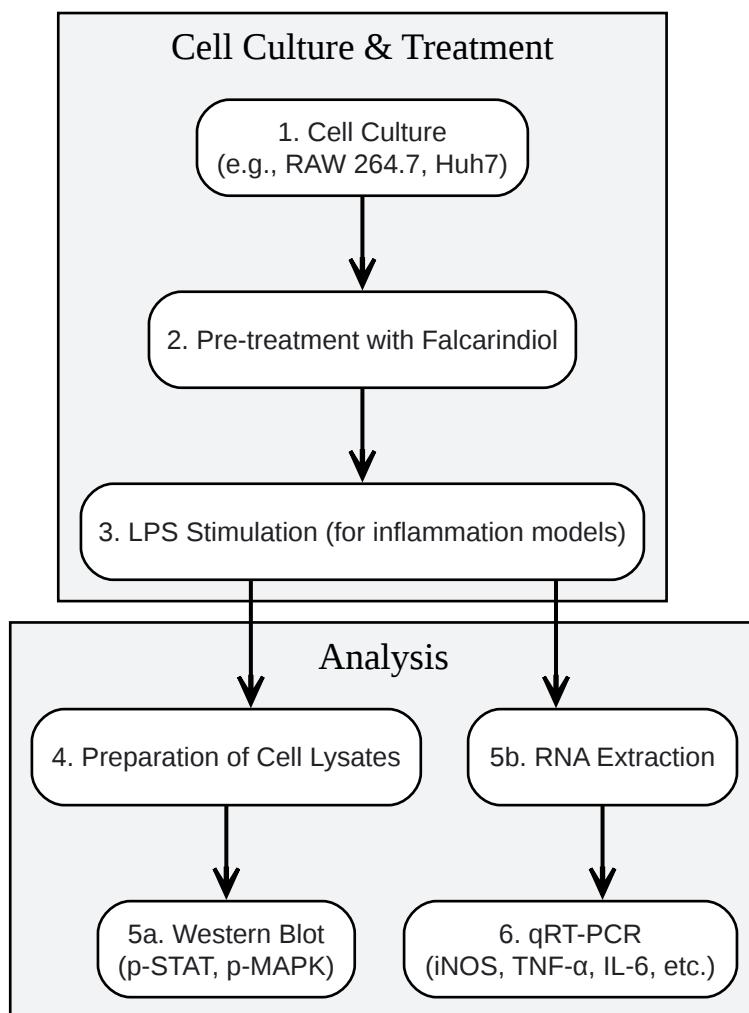 Cell Culture & Treatment
1. Cell Culture
(e.g., RAW 264.7, Huh7)
2. Pre-treatment with Falcarindiol
3. LPS Stimulation (for inflammation models)
Analysis
4. Preparation of Cell Lysates
5b. RNA Extraction
5a. Western Blot
(p-STAT, p-MAPK)
6. qRT-PCR
(iNOS, TNF-α, IL-6, etc.)